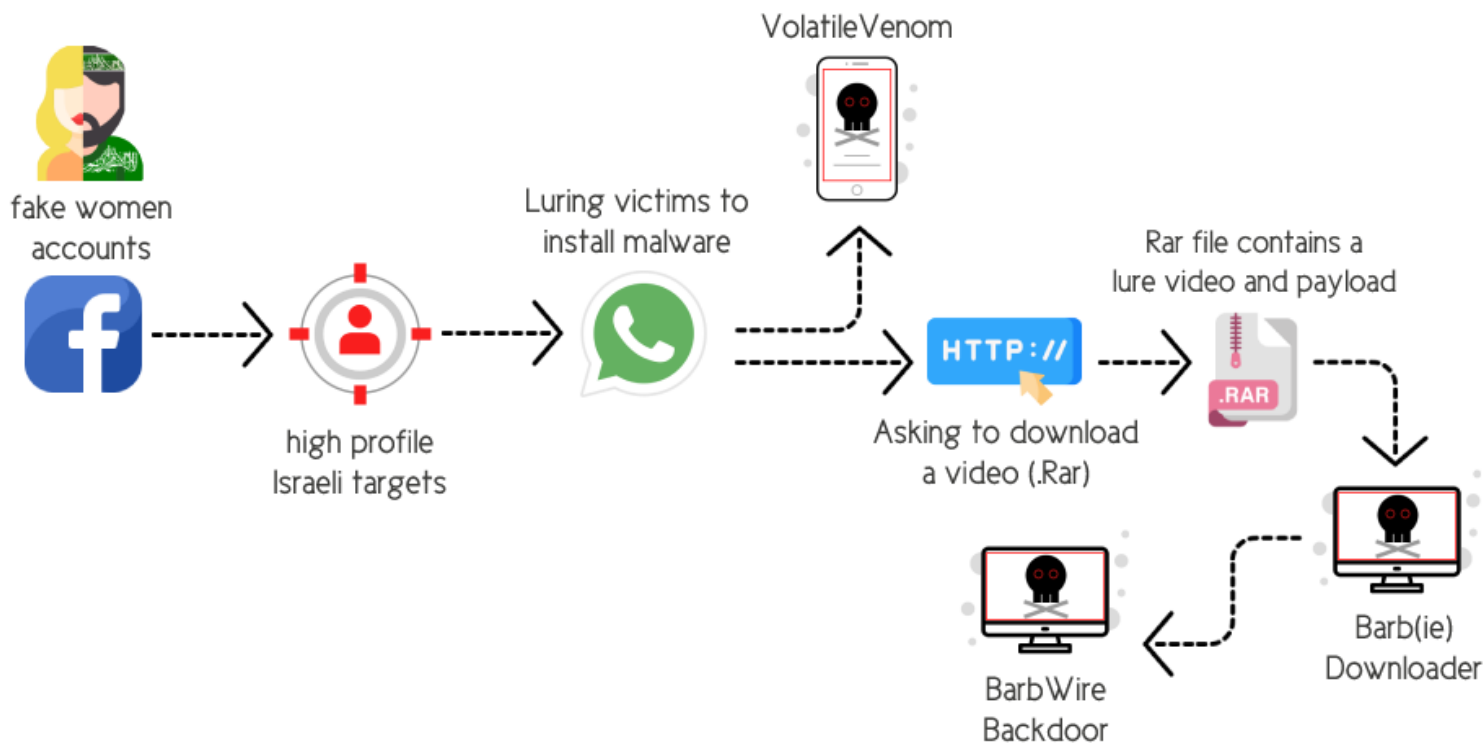 VolatileVenom
fake women
accounts
Luring victims to
install malware
Rar file contains a
lure video and payload
HTTP://
.RAR
high profile
Israeli targets
Asking to download
a video (.Rar)
Barb(ie)
Downloader
BarbWire
Backdoor